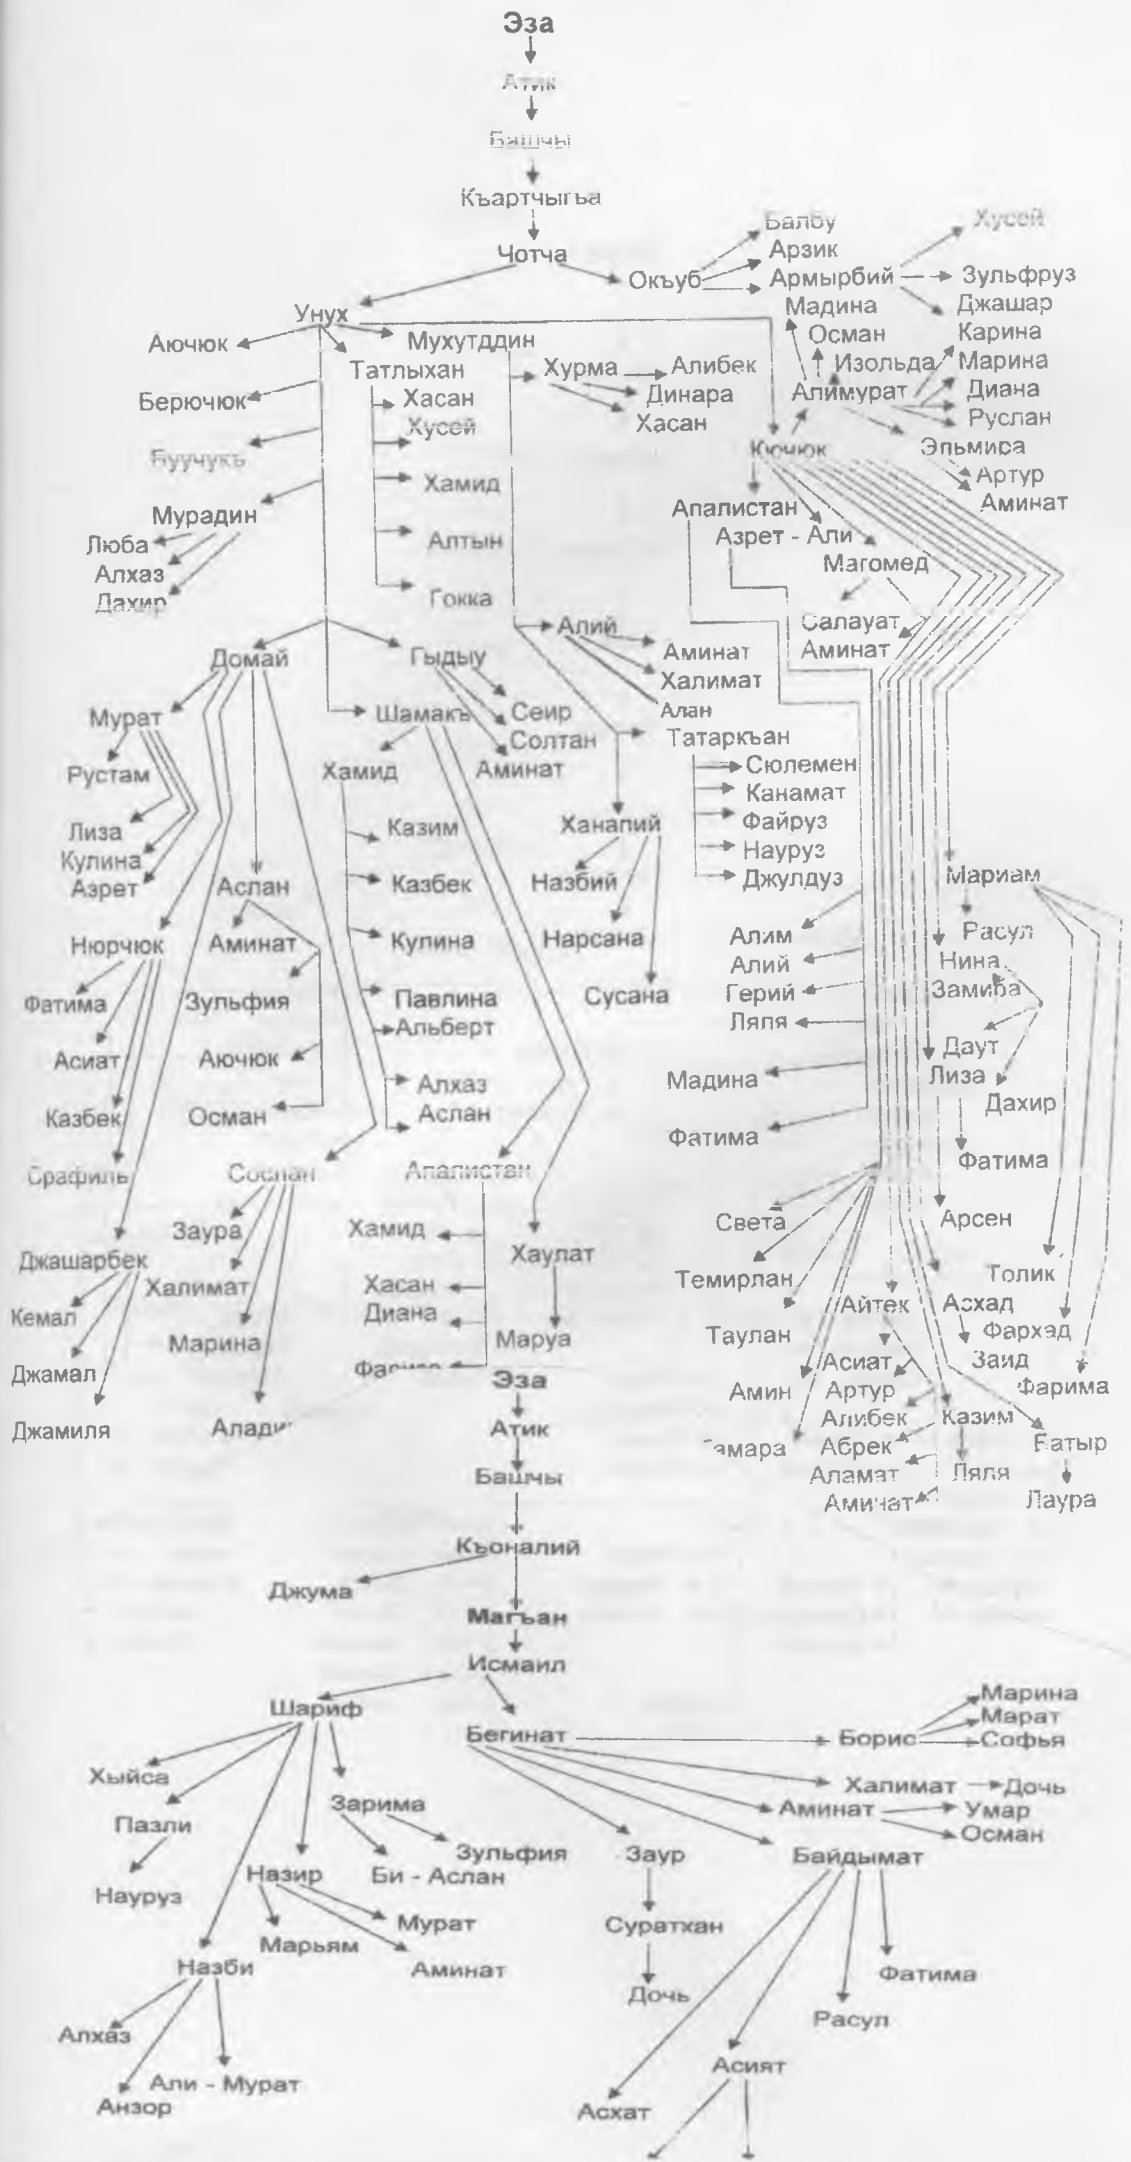 Эза
Атик
Башчы
Къартчыгъа
Чотча
Окъуб
Балбу
Хусей
Арзик
Армырбий
Зульфруз
Мадина
Джашар
Унух
Осман
Карина
Аючюк
Мухутддин
Изольда
Марина
Татлыхан
Хурма
Алибек
Алимурат
Диана
Берючюк
Хасан
Динара
Руслан
Хусей
Хасан
Кючюк
Эльмира
Буучукъ
Хамид
Артур
Мурадин
Апалистан
Аминат
Люба
Алтын
Азрет - Али
Алхаз
Магомед
Дахир
Гокка
Алий
Салауат
Домай
Гыдыу
Аминат
Аминат
Халимат
Мурат
Шамакъ
Сеир
Алан
Солтан
Татаркъан
Рустам
Хамид
Аминат
Сюлемен
Канамат
Лиза
Казим
Ханапий
Файруз
Кулина
Науруз
Азрет
Аслан
Казбек
Назбий
Джулдуз
Мариам
Нюрчюк
Аминат
Кулина
Нарсана
Алим
Расул
Алий
Нина
Фатима
Зульфия
Павлина
Сусана
Герий
Замира
Альберт
Ляля
Асиат
Аючюк
Даут
Алхаз
Мадина
Лиза
Казбек
Осман
Аслан
Дахир
Фатима
Срафиль
Сослан
Апалистан
Фатима
Заура
Хамид
Света
Арсен
Джашарбек
Хаулат
Халимат
Хасан
Темирлан
Толик
Кемал
Диана
Айтек
Асхад
Марина
Маруа
Таулан
Фархад
Джамал
Асиат
Заид
Эза
Амин
Артур
Фарима
Джамиля
Атик
Алибек
Казим
Абрек
Батыр
Башчы
Аламат
Ляля
Аминат
Лаура
Къоналий
Джума
Магъан
Исмаил
Шариф
Марина
Бегинат
Марат
Борис
Софья
Хыйса
Халимат
Дочь
Зарима
Аминат
Умар
Пазли
Осман
Зульфия
Заур
Байдымат
Назир
Би - Аслан
Науруз
Мурат
Суратхан
Марьям
Назби
Аминат
Фатима
Дочь
Алхаз
Расул
Али - Мурат
Асият
Анзор
Асхат